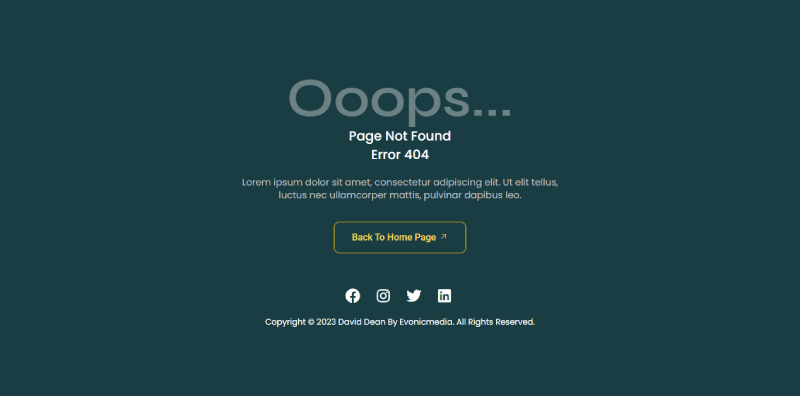 Ooops...
Page Not Found
Error 404
Lorem ipsum dolor sit amet, consectetur adipiscing elit. Ut elit tellus,
luctus nec ullamcorper mattis, pulvinar dapibus leo.
Back To Home Page
Copyright © 2023 David Dean By Evonicmedia. All Rights Reserved.